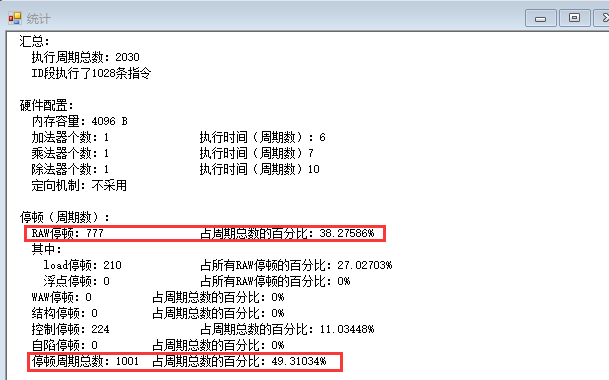 统计
汇总:
执行周期总数: 2030
ID段执行了1028条指令
硬件配置:
内存容量: 4096 B
加法器个数: 1 执行时间（周期数）: 6
乘法器个数: 1 执行时间（周期数）7
除法器个数: 1 执行时间（周期数）10
定向机制: 不采用
停顿（周期数）:
RAW停顿: 777 占周期总数的百分比: 38.27586%
其中:
load停顿: 210 占所有RAW停顿的百分比: 27.02703%
浮点停顿: 0 占所有RAW停顿的百分比: 0%
WAW停顿: 0 占周期总数的百分比: 0%
结构停顿: 0 占周期总数的百分比: 0%
控制停顿: 224 占周期总数的百分比: 11.03448%
自陷停顿: 0 占周期总数的百分比: 0%
停顿周期总数: 1001 占周期总数的百分比: 49.31034%